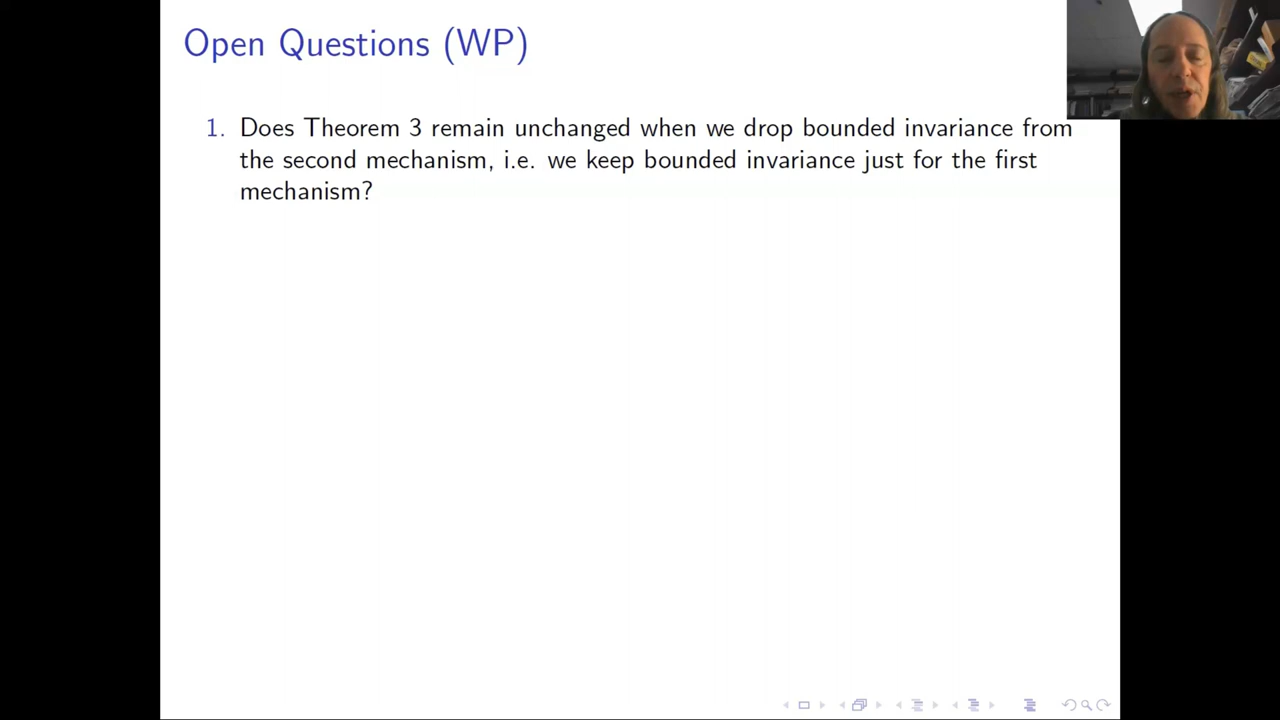 Open Questions (WP)
1. Does Theorem 3 remain unchanged when we drop bounded invariance from
the second mechanism, i.e. we keep bounded invariance just for the first
mechanism?